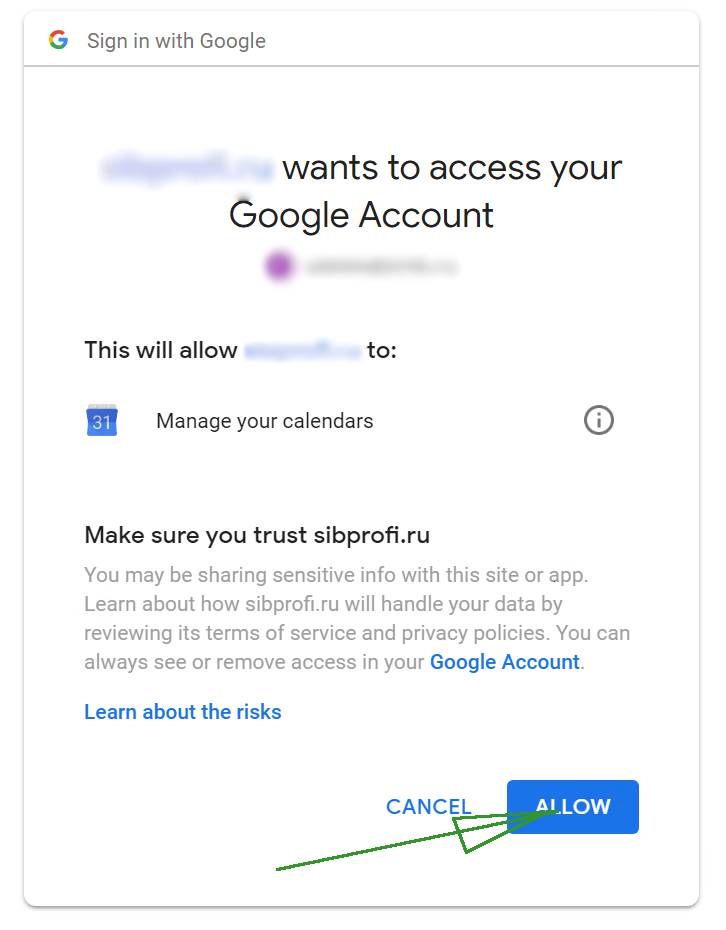 Sign in with Google
wants to access your
Google Account
This will allow to:
31 Manage your calendars
Make sure you trust sibprofi.ru
You may be sharing sensitive info with this site or app.
Learn about how sibprofi.ru will handle your data by
reviewing its terms of service and privacy policies. You can
always see or remove access in your Google Account.
Learn about the risks
CANCEL ALLOW